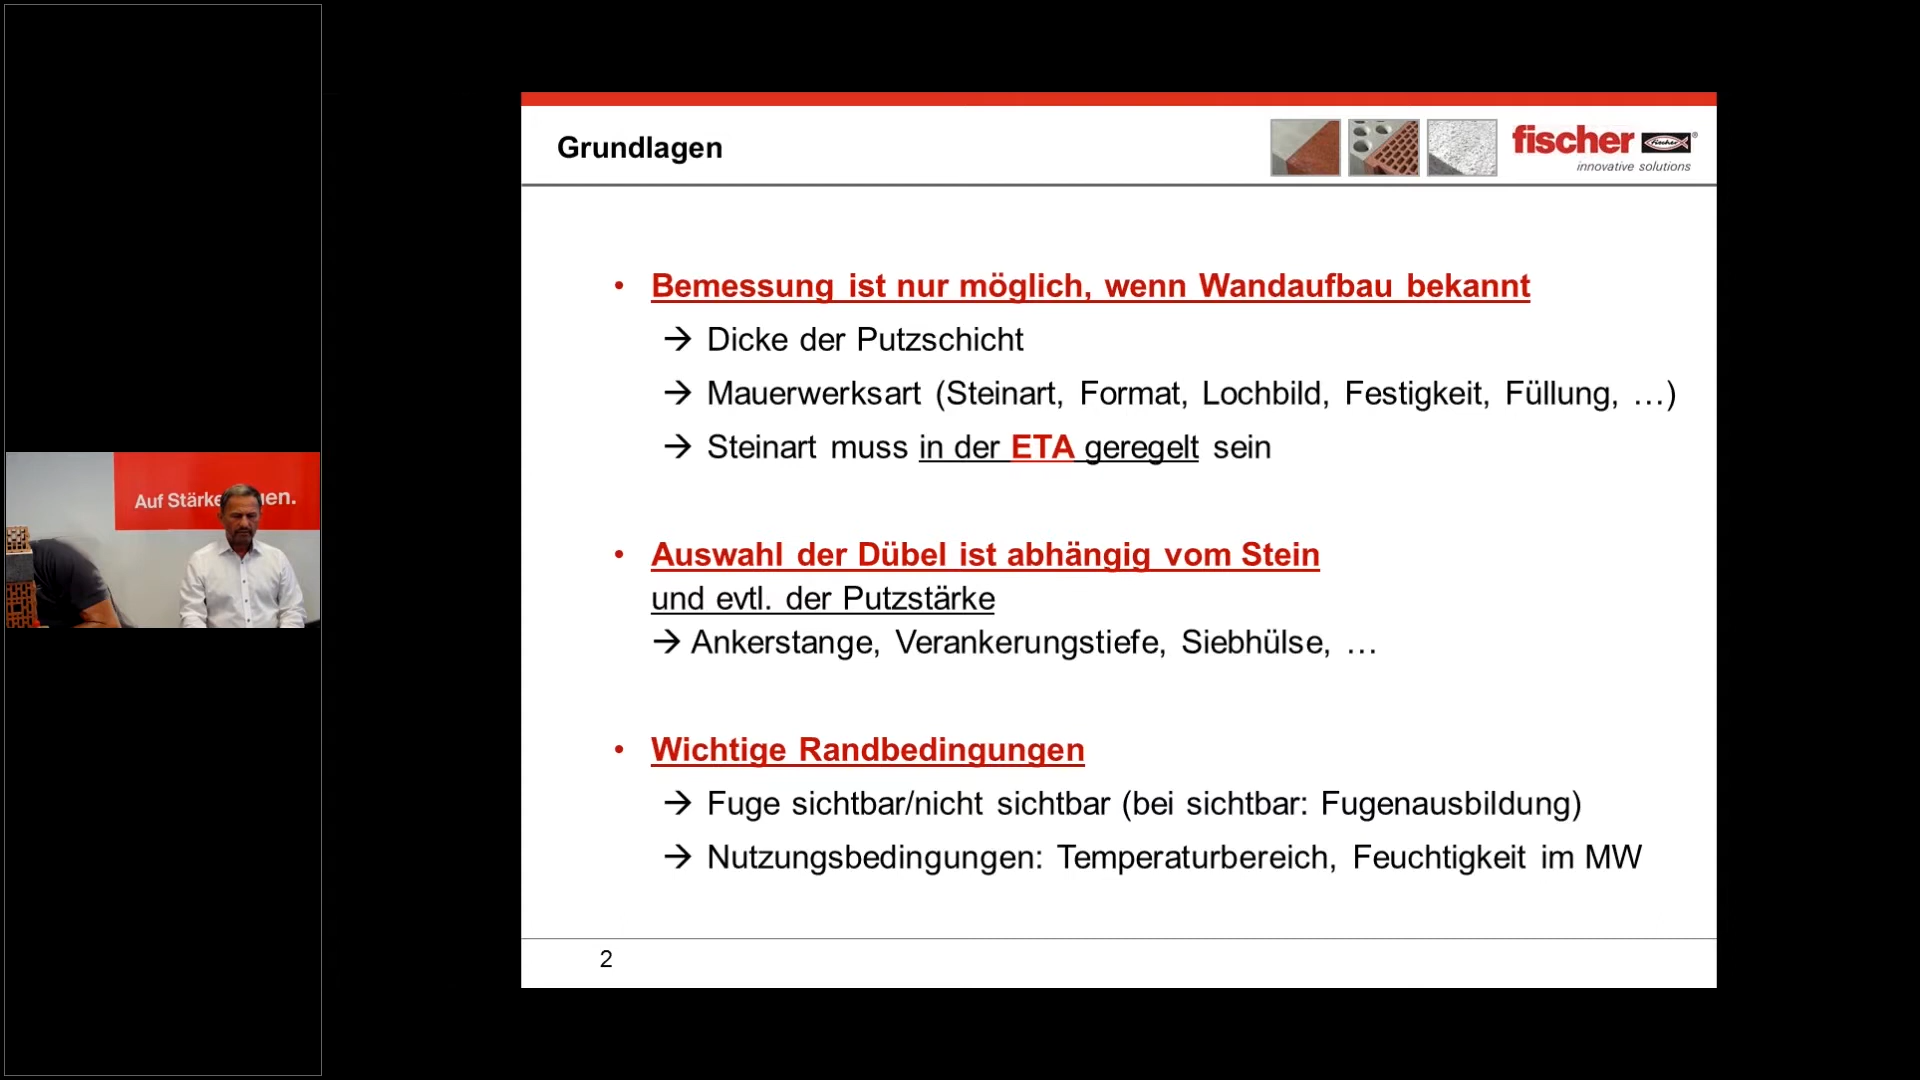 Grundlagen
fischer
fischer
innovative solutions
• Bemessung ist nur möglich, wenn Wandaufbau bekannt
→ Dicke der Putzschicht
→ Mauerwerksart (Steinart, Format, Lochbild, Festigkeit, Füllung, …)
→ Steinart muss in der ETA geregelt sein
• Auswahl der Dübel ist abhängig vom Stein
und evtl. der Putzstärke
→ Ankerstange, Verankerungstiefe, Siebhülse, …
• Wichtige Randbedingungen
→ Fuge sichtbar/nicht sichtbar (bei sichtbar: Fugenausbildung)
→ Nutzungsbedingungen: Temperaturbereich, Feuchtigkeit im MW
2
Auf Stärke en.